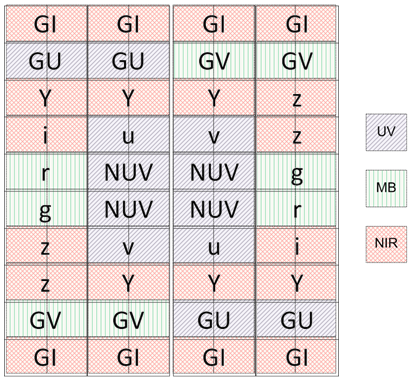 GI GI GI GI
GU GU GV GV
Y Y Y z
i u v z
r NUV NUV g
g NUV NUV r
z v u i
z Y Y Y
GV GV GU GU
GI GI GI GI
UV
MB
NIR